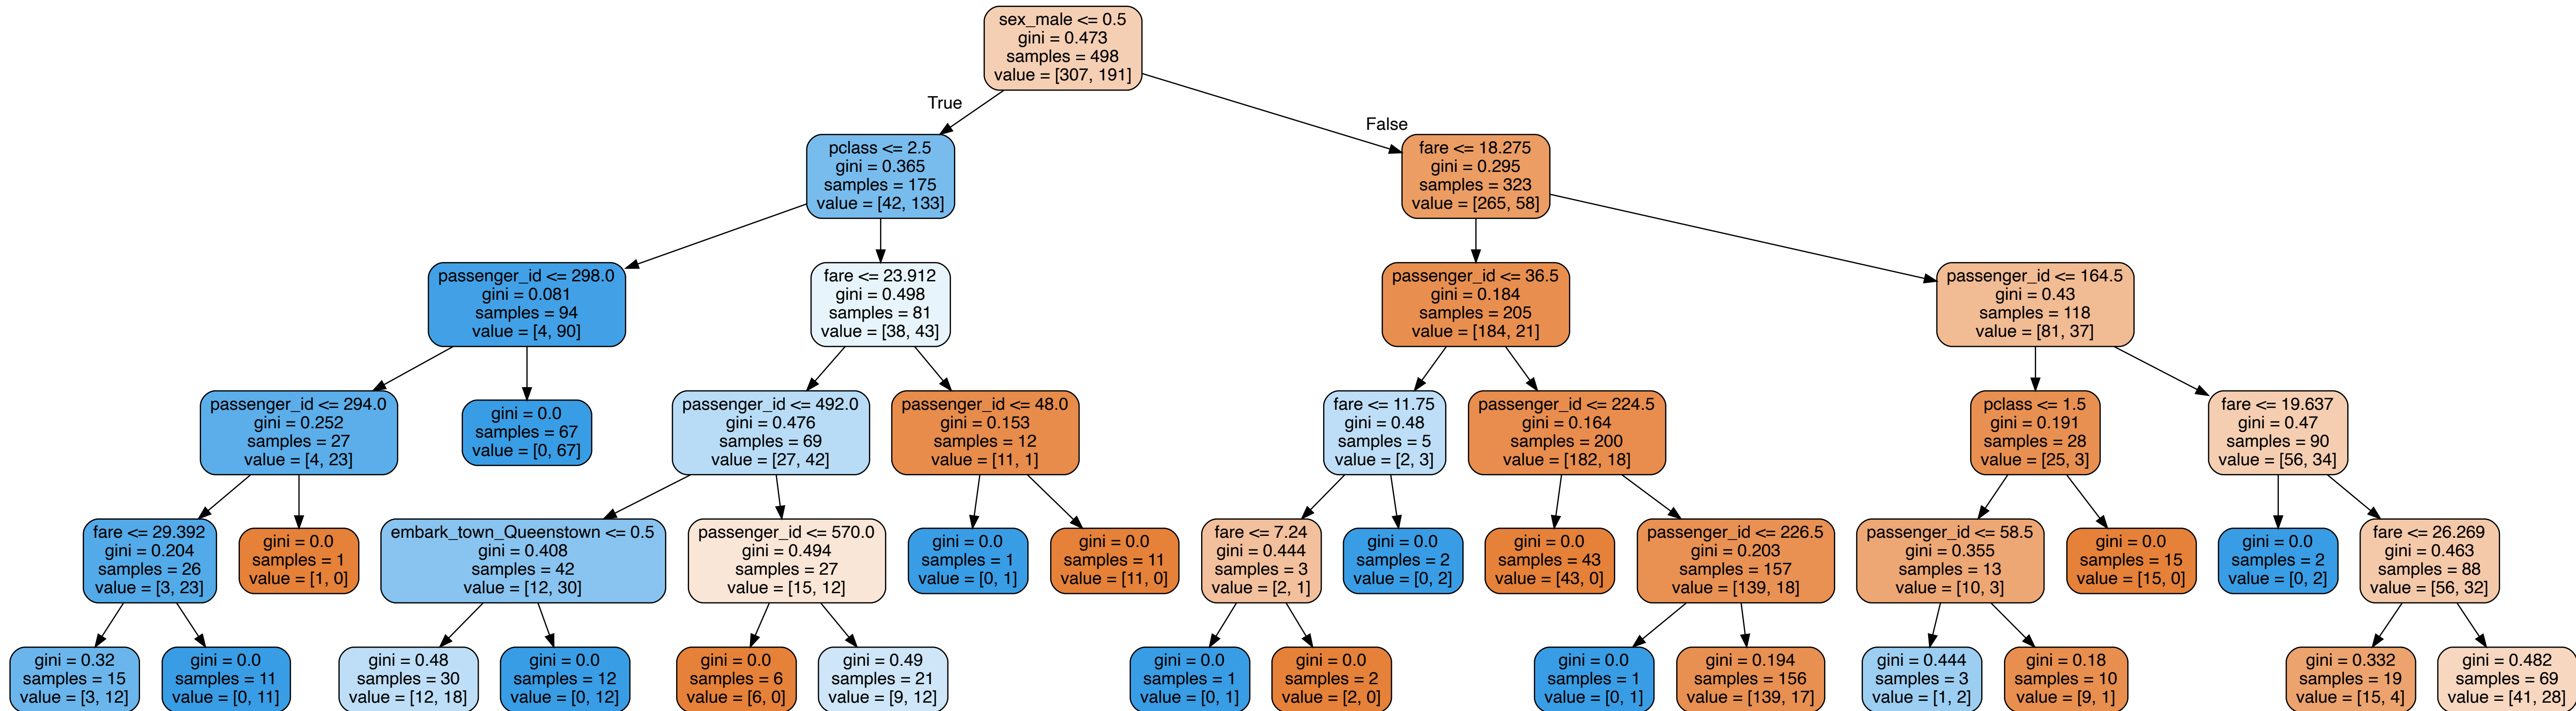 sex_male <= 0.5
gini = 0.473
samples = 498
value = [307, 191]
True
False
pclass <= 2.5
gini = 0.365
samples = 175
value = [42, 133]
fare <= 18.275
gini = 0.295
samples = 323
value = [265, 58]
passenger_id <= 298.0
gini = 0.081
samples = 94
value = [4, 90]
fare <= 23.912
gini = 0.498
samples = 81
value = [38, 43]
passenger_id <= 36.5
gini = 0.184
samples = 205
value = [184, 21]
passenger_id <= 164.5
gini = 0.43
samples = 118
value = [81, 37]
passenger_id <= 294.0
gini = 0.252
samples = 27
value = [4, 23]
gini = 0.0
samples = 67
value = [0, 67]
passenger_id <= 492.0
gini = 0.476
samples = 69
value = [27, 42]
passenger_id <= 48.0
gini = 0.153
samples = 12
value = [11, 1]
fare <= 11.75
gini = 0.48
samples = 5
value = [2, 3]
passenger_id <= 224.5
gini = 0.164
samples = 200
value = [182, 18]
pclass <= 1.5
gini = 0.191
samples = 28
value = [25, 3]
fare <= 19.637
gini = 0.47
samples = 90
value = [56, 34]
fare <= 29.392
gini = 0.204
samples = 26
value = [3, 23]
gini = 0.0
samples = 1
value = [1, 0]
embark_town_Queenstown <= 0.5
gini = 0.408
samples = 42
value = [12, 30]
passenger_id <= 570.0
gini = 0.494
samples = 27
value = [15, 12]
gini = 0.0
samples = 1
value = [0, 1]
gini = 0.0
samples = 11
value = [11, 0]
fare <= 7.24
gini = 0.444
samples = 3
value = [2, 1]
gini = 0.0
samples = 2
value = [0, 2]
gini = 0.0
samples = 43
value = [43, 0]
passenger_id <= 226.5
gini = 0.203
samples = 157
value = [139, 18]
passenger_id <= 58.5
gini = 0.355
samples = 13
value = [10, 3]
gini = 0.0
samples = 15
value = [15, 0]
gini = 0.0
samples = 2
value = [0, 2]
fare <= 26.269
gini = 0.463
samples = 88
value = [56, 32]
gini = 0.32
samples = 15
value = [3, 12]
gini = 0.0
samples = 11
value = [0, 11]
gini = 0.48
samples = 30
value = [12, 18]
gini = 0.0
samples = 12
value = [0, 12]
gini = 0.0
samples = 6
value = [6, 0]
gini = 0.49
samples = 21
value = [9, 12]
gini = 0.0
samples = 1
value = [0, 1]
gini = 0.0
samples = 2
value = [2, 0]
gini = 0.0
samples = 1
value = [0, 1]
gini = 0.194
samples = 156
value = [139, 17]
gini = 0.444
samples = 3
value = [1, 2]
gini = 0.18
samples = 10
value = [9, 1]
gini = 0.332
samples = 19
value = [15, 4]
gini = 0.482
samples = 69
value = [41, 28]